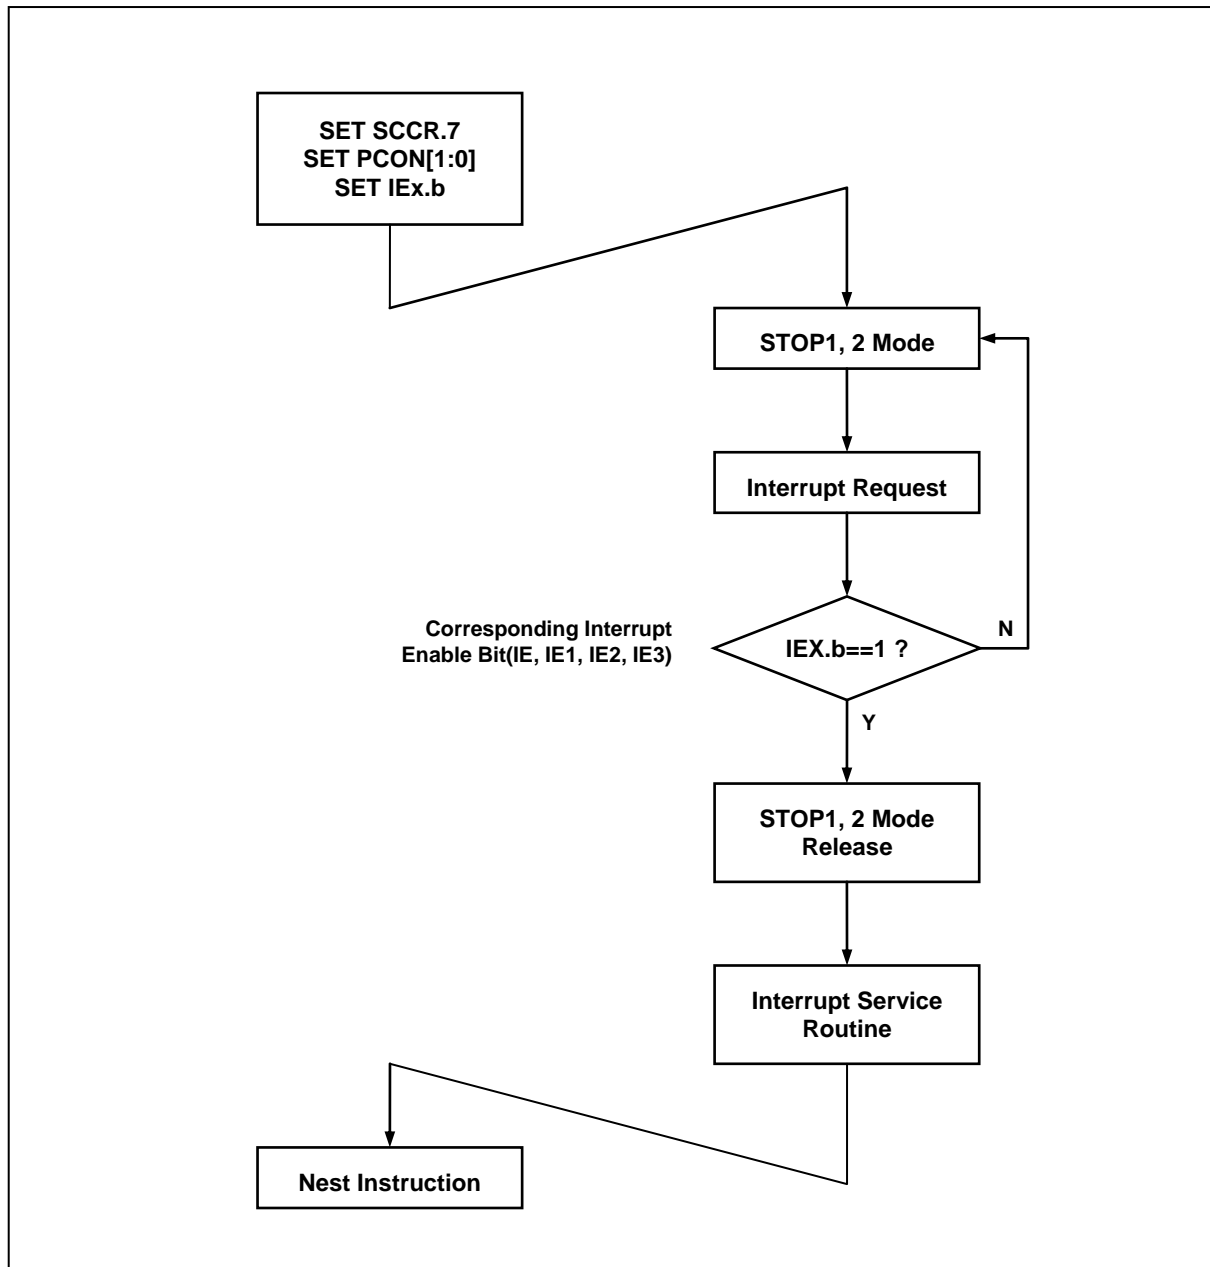 SET SCCR.7
SET PCON[1:0]
SET IEx.b
STOP1, 2 Mode
Interrupt Request
Corresponding Interrupt
Enable Bit(IE, IE1, IE2, IE3)
IEX.b==1 ?
N
Y
STOP1, 2 Mode
Release
Interrupt Service
Routine
Nest Instruction